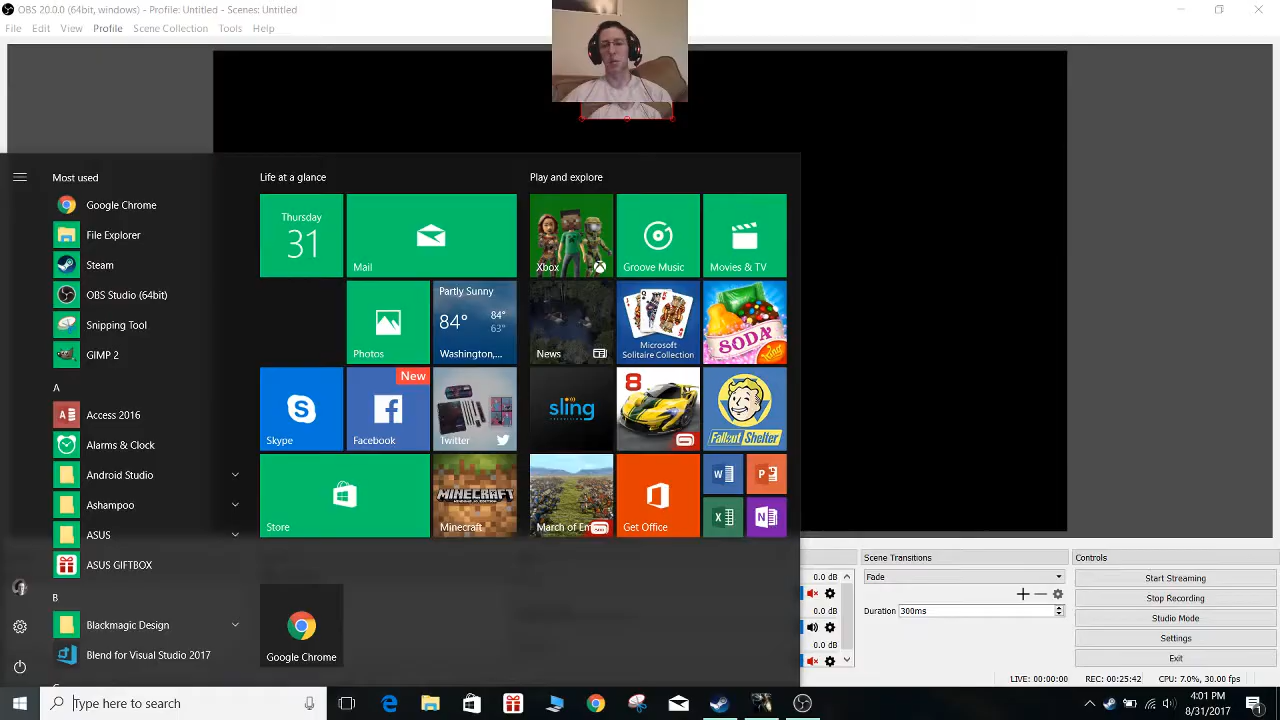 OBS 20.0.0 (64bit, windows) - Profile: Untitled - Scenes: Untitled
File Edit View Profile Scene Collection Tools Help
Most used
Google Chrome
File Explorer
Steam
OBS Studio (64bit)
Snipping Tool
GIMP 2
A
Access 2016
Alarms & Clock
Android Studio
Ashampoo
ASUS
ASUS GIFTBOX
B
Blackmagic Design
Blend for Visual Studio 2017
Life at a glance
Thursday
31
Mail
Photos
Partly Sunny
84° 84°
63°
Washington,...
Skype
New
Facebook
Twitter
Store
MINECRAFT
Minecraft
Google Chrome
Play and explore
Xbox
Groove Music
Movies & TV
News
Microsoft
Solitaire Collection
SODA
King
sling
8
Fallout Shelter
March of Em
Get Office
0.0 dB
0.0 dB
0.0 dB
Scene Transitions
Fade
Duration 300ms
Controls
Start Streaming
Stop Recording
Studio Mode
Settings
Exit
LIVE: 00:00:00 REC: 00:25:42 CPU: 7.0%, 30.00 fps
Type here to search
4:01 PM
8/31/2017